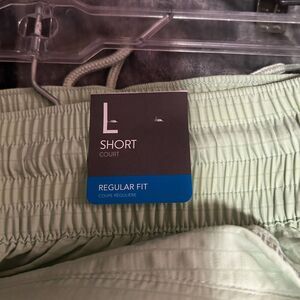 L
SHORT
COURT
REGULAR FIT
COUPE RÉGULIÈRE